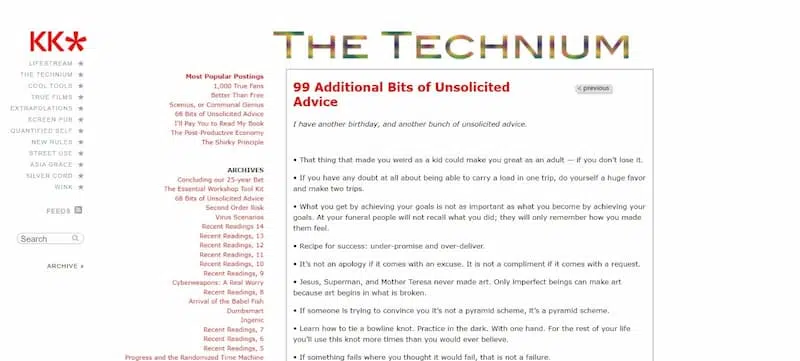 KK*
THE TECHNIUM
LIFESTREAM
THE TECHNIUM
COOL TOOLS
TRUE FILMS
EXTRAPOLATIONS
SCREEN PUB
QUANTIFIED SELF
NEW RULES
STREET USE
ASIA GRACE
SILVER CORD
WINK
FEEDS
Search
ARCHIVE
Most Popular Postings
1,000 True Fans
Better Than Free
Scenius, or Communal Genius
68 Bits of Unsolicited Advice
I'll Pay You to Read My Book
The Post-Productive Economy
The Shirky Principle
ARCHIVES
Concluding our 25-year Bet
The Essential Workshop Tool Kit
68 Bits of Unsolicited Advice
Second Order Risk
Virus Scenarios
Recent Readings 14
Recent Readings, 13
Recent Readings, 12
Recent Readings, 11
Recent Readings, 10
Recent Readings, 9
Cyberweapons: A Real Worry
Recent Readings, 8
Arrival of the Babel Fish
Dumbsmart
Ingenic
Recent Readings, 7
Recent Readings, 6
Recent Readings, 5
Progress and the Randomized Time Machine
99 Additional Bits of Unsolicited
Advice
< previous
I have another birthday, and another bunch of unsolicited advice.
• That thing that made you weird as a kid could make you great as an adult — if you don't lose it.
• If you have any doubt at all about being able to carry a load in one trip, do yourself a huge favor
and make two trips.
• What you get by achieving your goals is not as important as what you become by achieving your
goals. At your funeral people will not recall what you did; they will only remember how you made
them feel.
• Recipe for success: under-promise and over-deliver.
• It's not an apology if it comes with an excuse. It is not a compliment if it comes with a request.
• Jesus, Superman, and Mother Teresa never made art. Only imperfect beings can make art
because art begins in what is broken.
• If someone is trying to convince you it's not a pyramid scheme, it's a pyramid scheme.
• Learn how to tie a bowline knot. Practice in the dark. With one hand. For the rest of your life
you'll use this knot more times than you would ever believe.
• If something fails where you thought it would fail, that is not a failure.